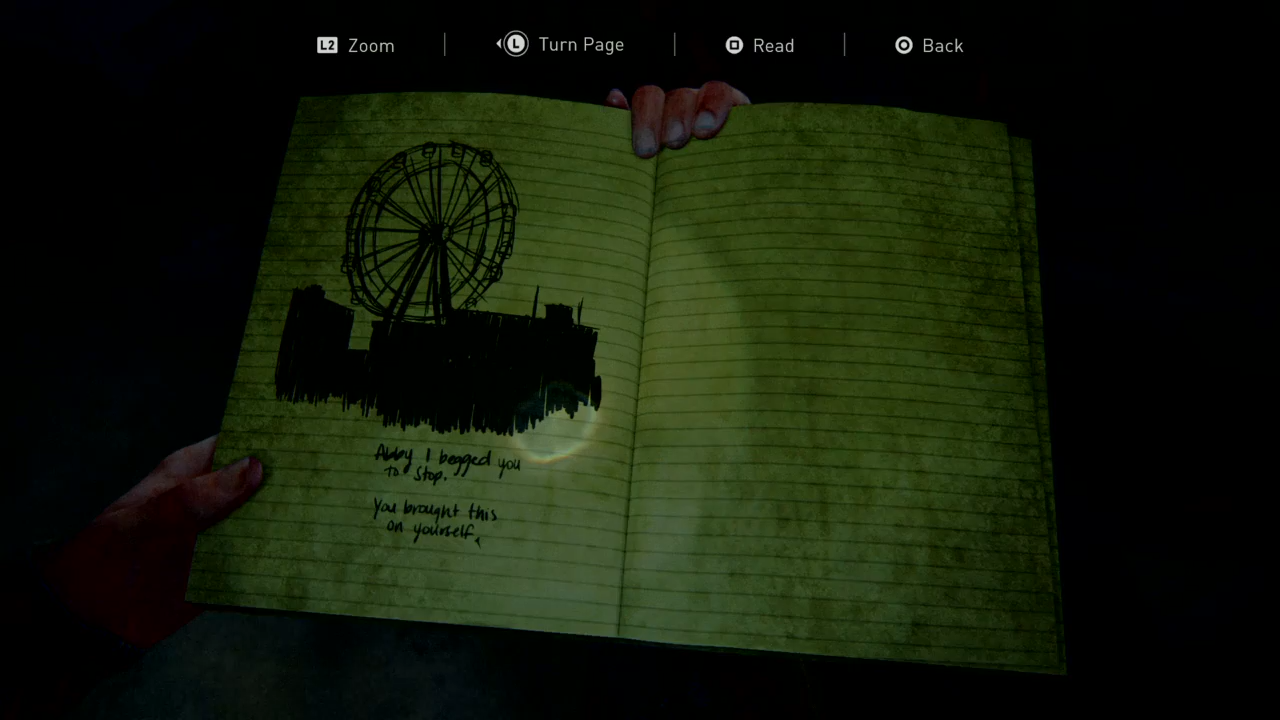 L2 Zoom | L Turn Page | Read | Back
Abby I begged you
to stop.
You brought this
on yourself.